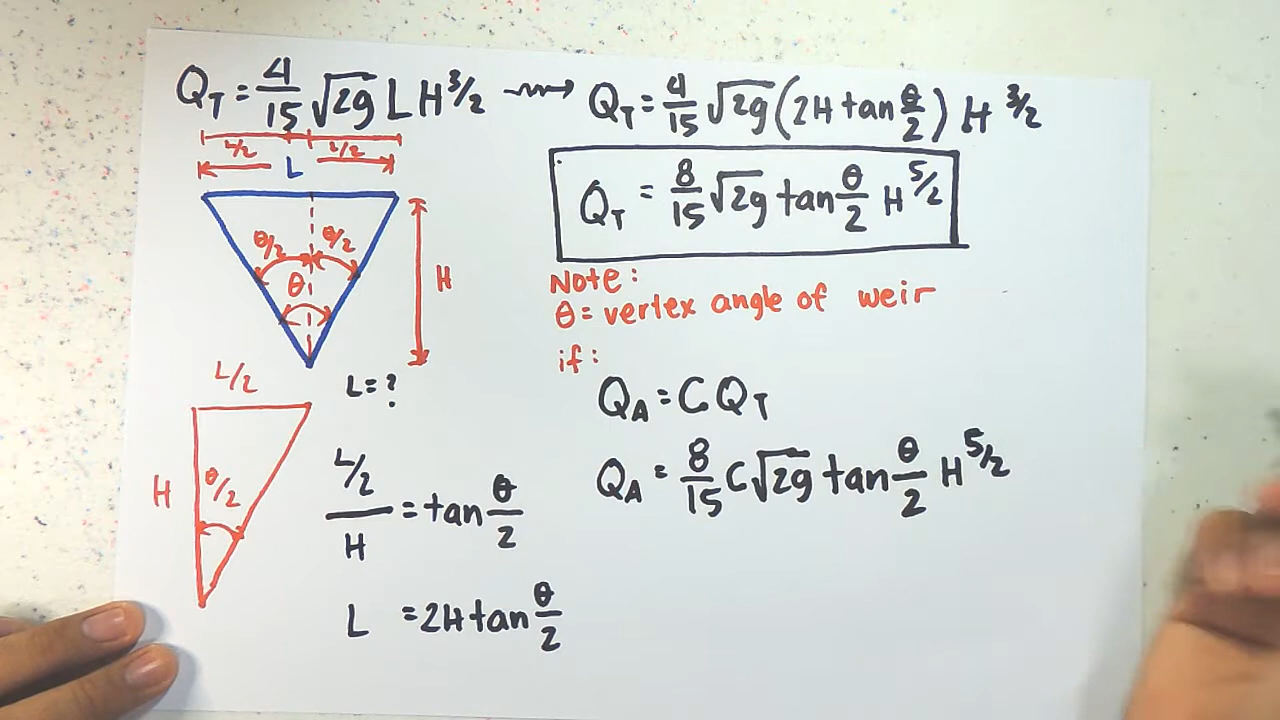 Q_T = 4/15 √2g L H^3/2 ⟿ Q_T = 4/15 √2g (2H tan θ/2) H^3/2
L/2 L/2
L
Q_T = 8/15 √2g tan θ/2 H^5/2
θ/2 θ/2
θ
H
Note:
θ = vertex angle of weir
if:
L/2
L = ?
Q_A = C Q_T
H
θ/2
L/2 / H = tan θ/2
Q_A = 8/15 C √2g tan θ/2 H^5/2
L = 2H tan θ/2